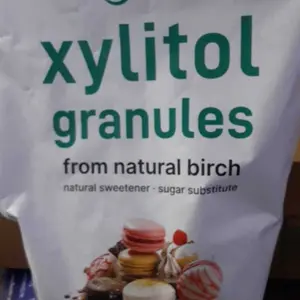 xylitol
granules
from natural birch
natural sweetener · sugar substitute